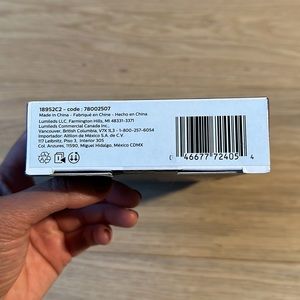 18952C2 - code : 78002507
Made in China - Fabriqué en Chine - Hecho en China
Lumileds LLC, Farmington Hills, MI 48331-3371
Lumileds Commercial Canada Inc.,
Vancouver, British Columbia, V7X 1L3 - 1-800-257-6054
Importador: Altilon de México S.A. de C.V.
117 Leibnitz, Piso 3, Interior 305
Col. Anzures, 11590, Miguel Hidalgo, México CDMX
0 46677 72405 4